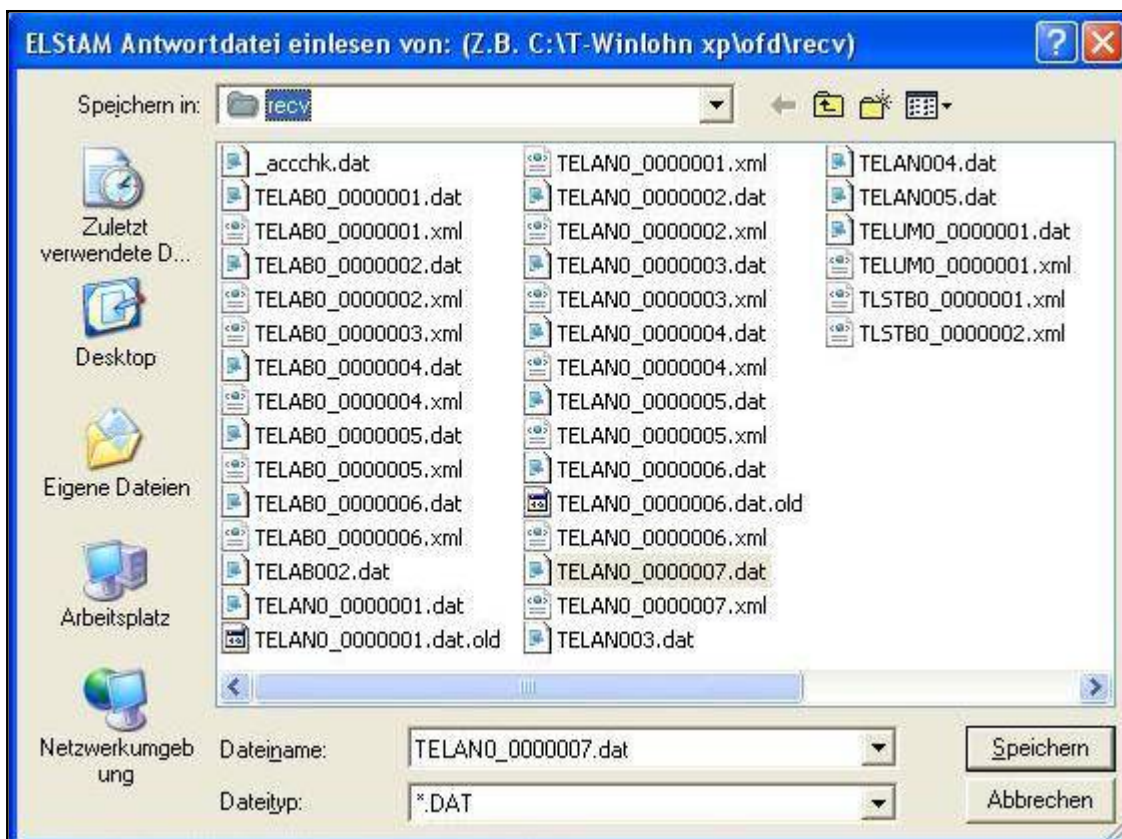 ELStAM Antwortdatei einlesen von: (Z.B. C:\T-Winlohn xp\ofd\recv)
Speichern in:
recv
Zuletzt
verwendete D...
Desktop
Eigene Dateien
Arbeitsplatz
Netzwerkumgeb
ung
_accchk.dat
TELAB0_0000001.dat
TELAB0_0000001.xml
TELAB0_0000002.dat
TELAB0_0000002.xml
TELAB0_0000003.xml
TELAB0_0000004.dat
TELAB0_0000004.xml
TELAB0_0000005.dat
TELAB0_0000005.xml
TELAB0_0000006.dat
TELAB0_0000006.xml
TELAB002.dat
TELAN0_0000001.dat
TELAN0_0000001.dat.old
TELAN0_0000001.xml
TELAN0_0000002.dat
TELAN0_0000002.xml
TELAN0_0000003.dat
TELAN0_0000003.xml
TELAN0_0000004.dat
TELAN0_0000004.xml
TELAN0_0000005.dat
TELAN0_0000005.xml
TELAN0_0000006.dat
TELAN0_0000006.dat.old
TELAN0_0000006.xml
TELAN0_0000007.dat
TELAN0_0000007.xml
TELAN003.dat
TELAN004.dat
TELAN005.dat
TELUM0_0000001.dat
TELUM0_0000001.xml
TLSTB0_0000001.xml
TLSTB0_0000002.xml
Dateiname:
TELAN0_0000007.dat
Speichern
Dateityp:
*.DAT
Abbrechen